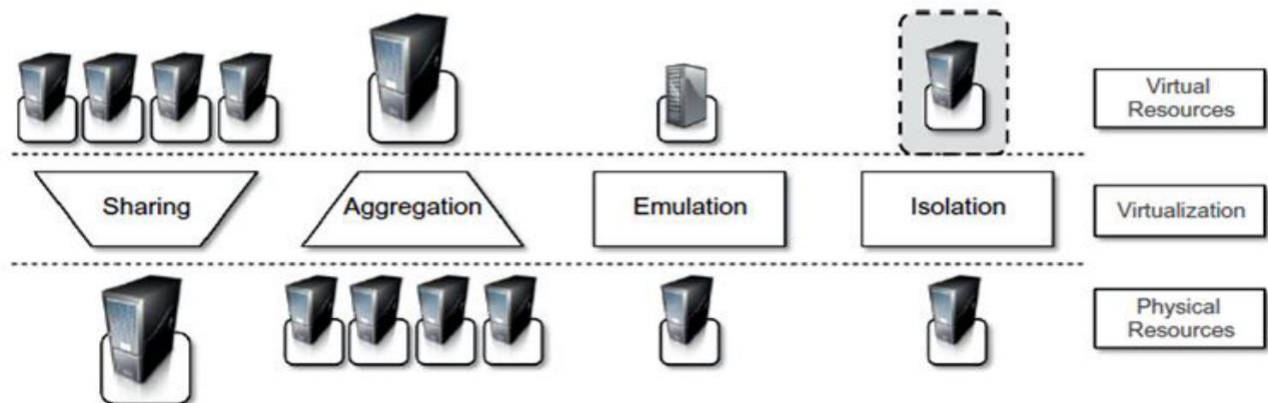 Virtual
Resources
Sharing
Aggregation
Emulation
Isolation
Virtualization
Physical
Resources